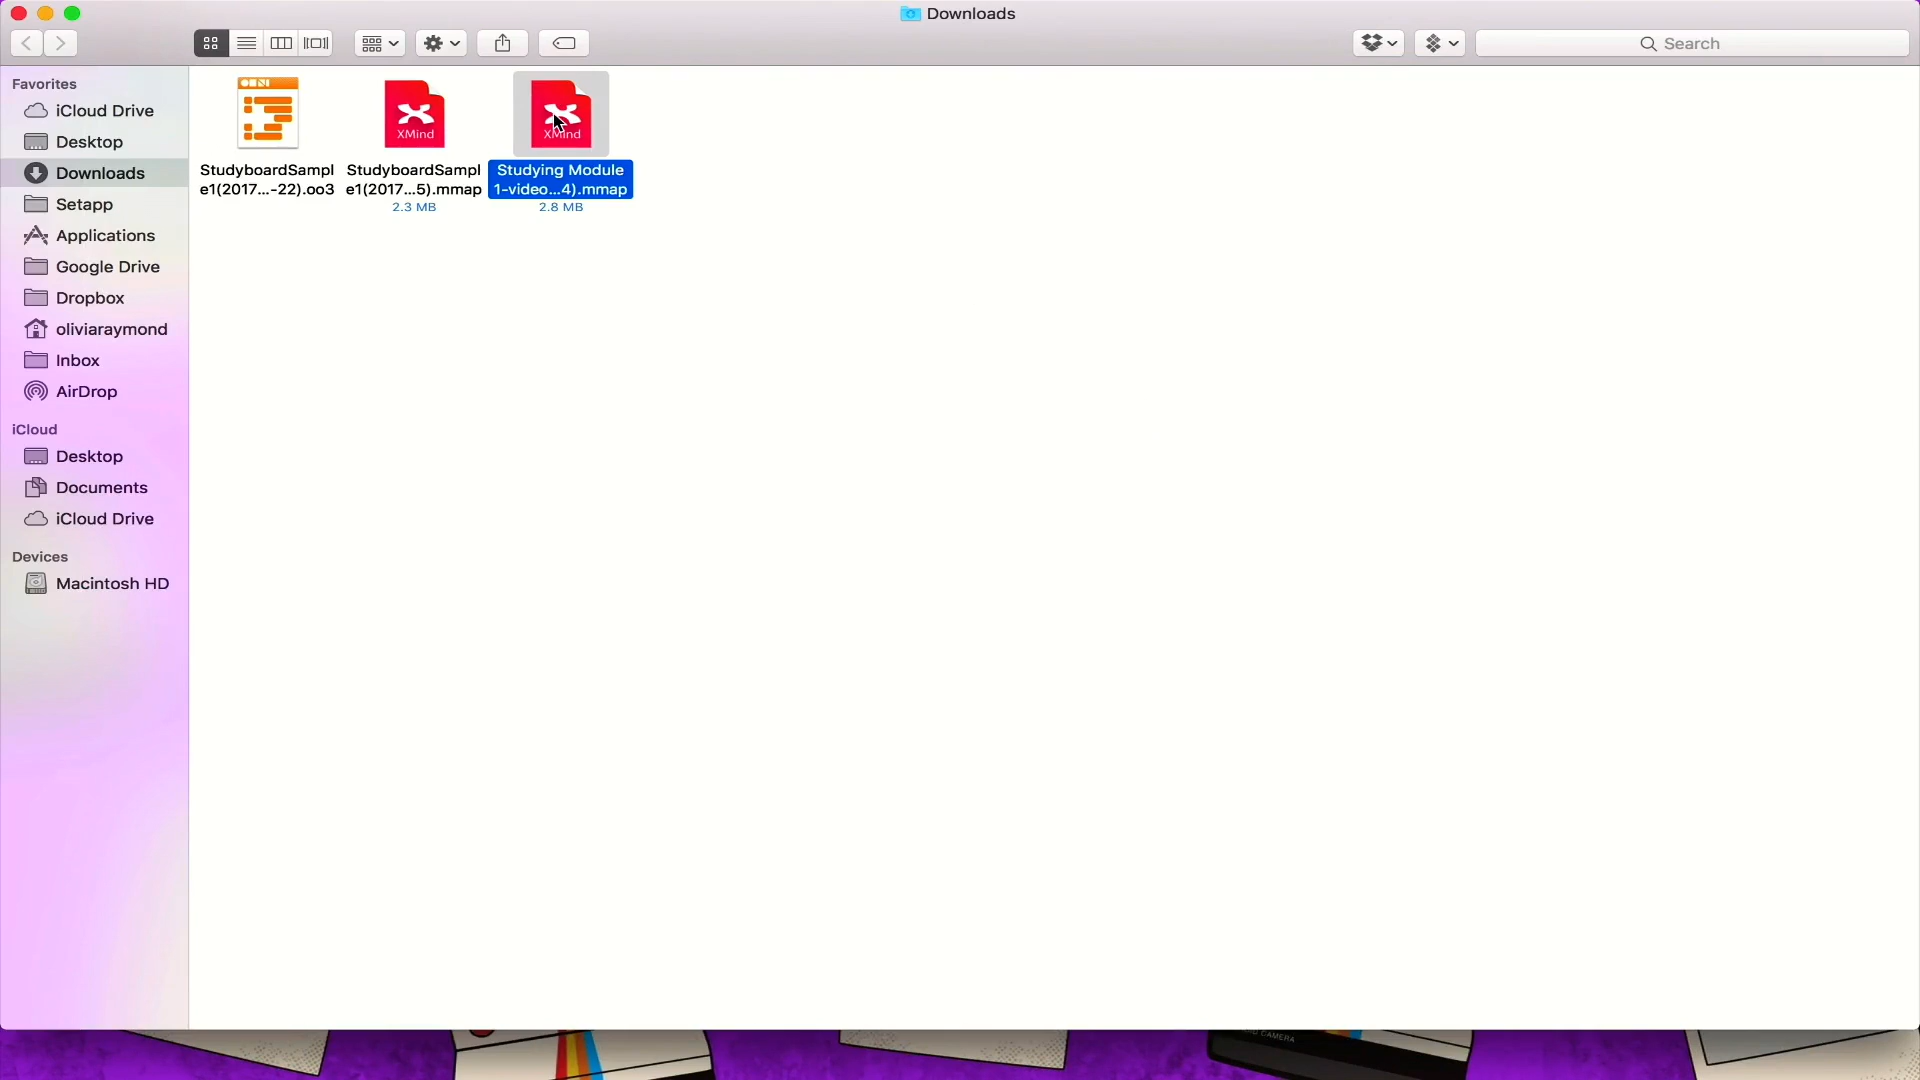 Downloads
Search
Favorites
iCloud Drive
Desktop
Downloads
Setapp
Applications
Google Drive
Dropbox
oliviaraymond
Inbox
AirDrop
iCloud
Desktop
Documents
iCloud Drive
Devices
Macintosh HD
StudyboardSampl
e1(2017...-22).oo3
XMind
StudyboardSampl
e1(2017...5).mmap
2.3 MB
XMind
Studying Module
1-video...4).mmap
2.8 MB
CAMERA